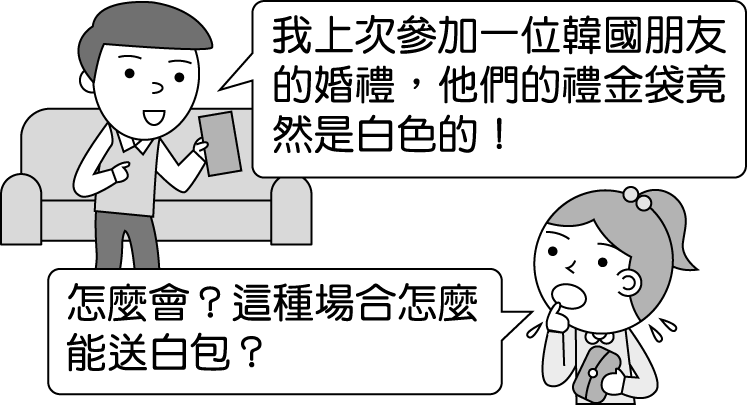 我上次參加一位韓國朋友
的婚禮，他們的禮金袋竟
然是白色的！
怎麼會？這種場合怎麼
能送白包？